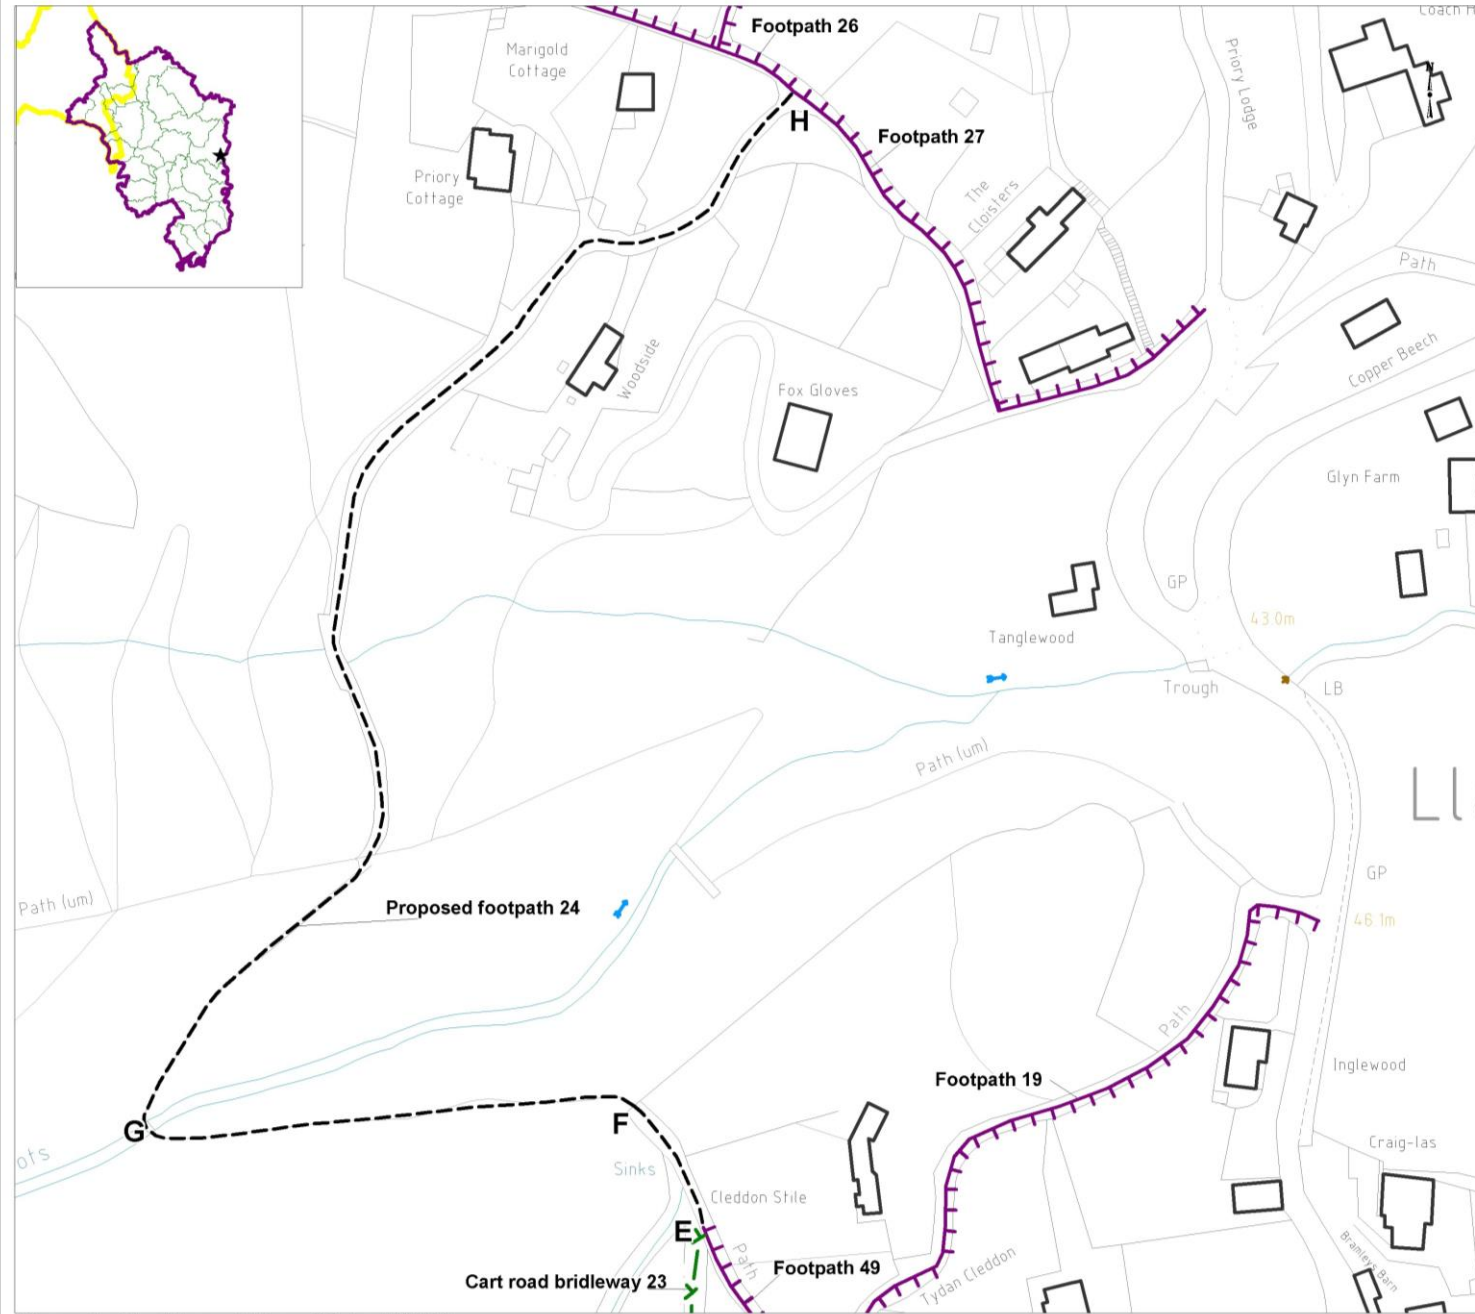 Footpath 26
Coach H
Marigold
Cottage
Priory Lodge
N
H
Footpath 27
Priory
Cottage
The
Cloisters
Path
Copper Beech
Woodside
Fox Gloves
Glyn Farm
GP
43.0m
Tanglewood
Trough
LB
Path (um)
Ll
GP
Path (um)
Proposed footpath 24
46.1m
Path
Inglewood
Footpath 19
G
F
Craig-las
ots
Sinks
Cleddon Stile
E
Path
Bramleys Barn
Footpath 49
Tydan Cleddon
Cart road bridleway 23